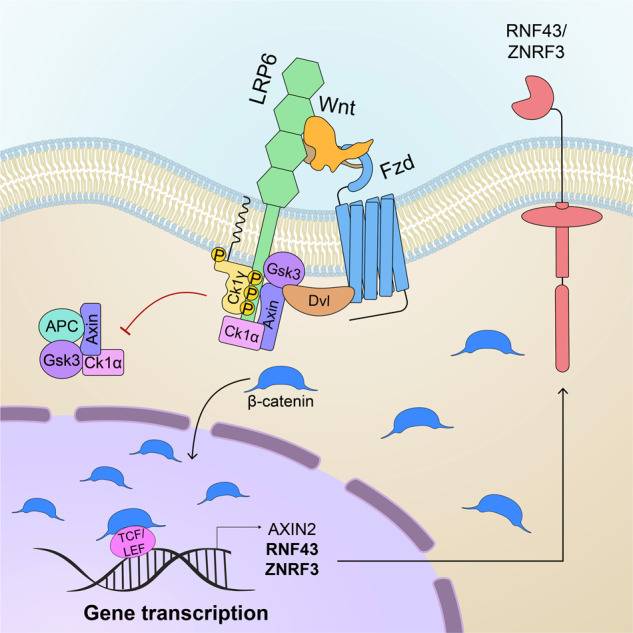 RNF43/
ZNRF3
LRP6
Wnt
Fzd
P
Ck1γ
P
P
P
Gsk3
Axin
Dvl
Ck1α
APC
Axin
Gsk3
Ck1α
β-catenin
TCF/
LEF
AXIN2
RNF43
ZNRF3
Gene transcription